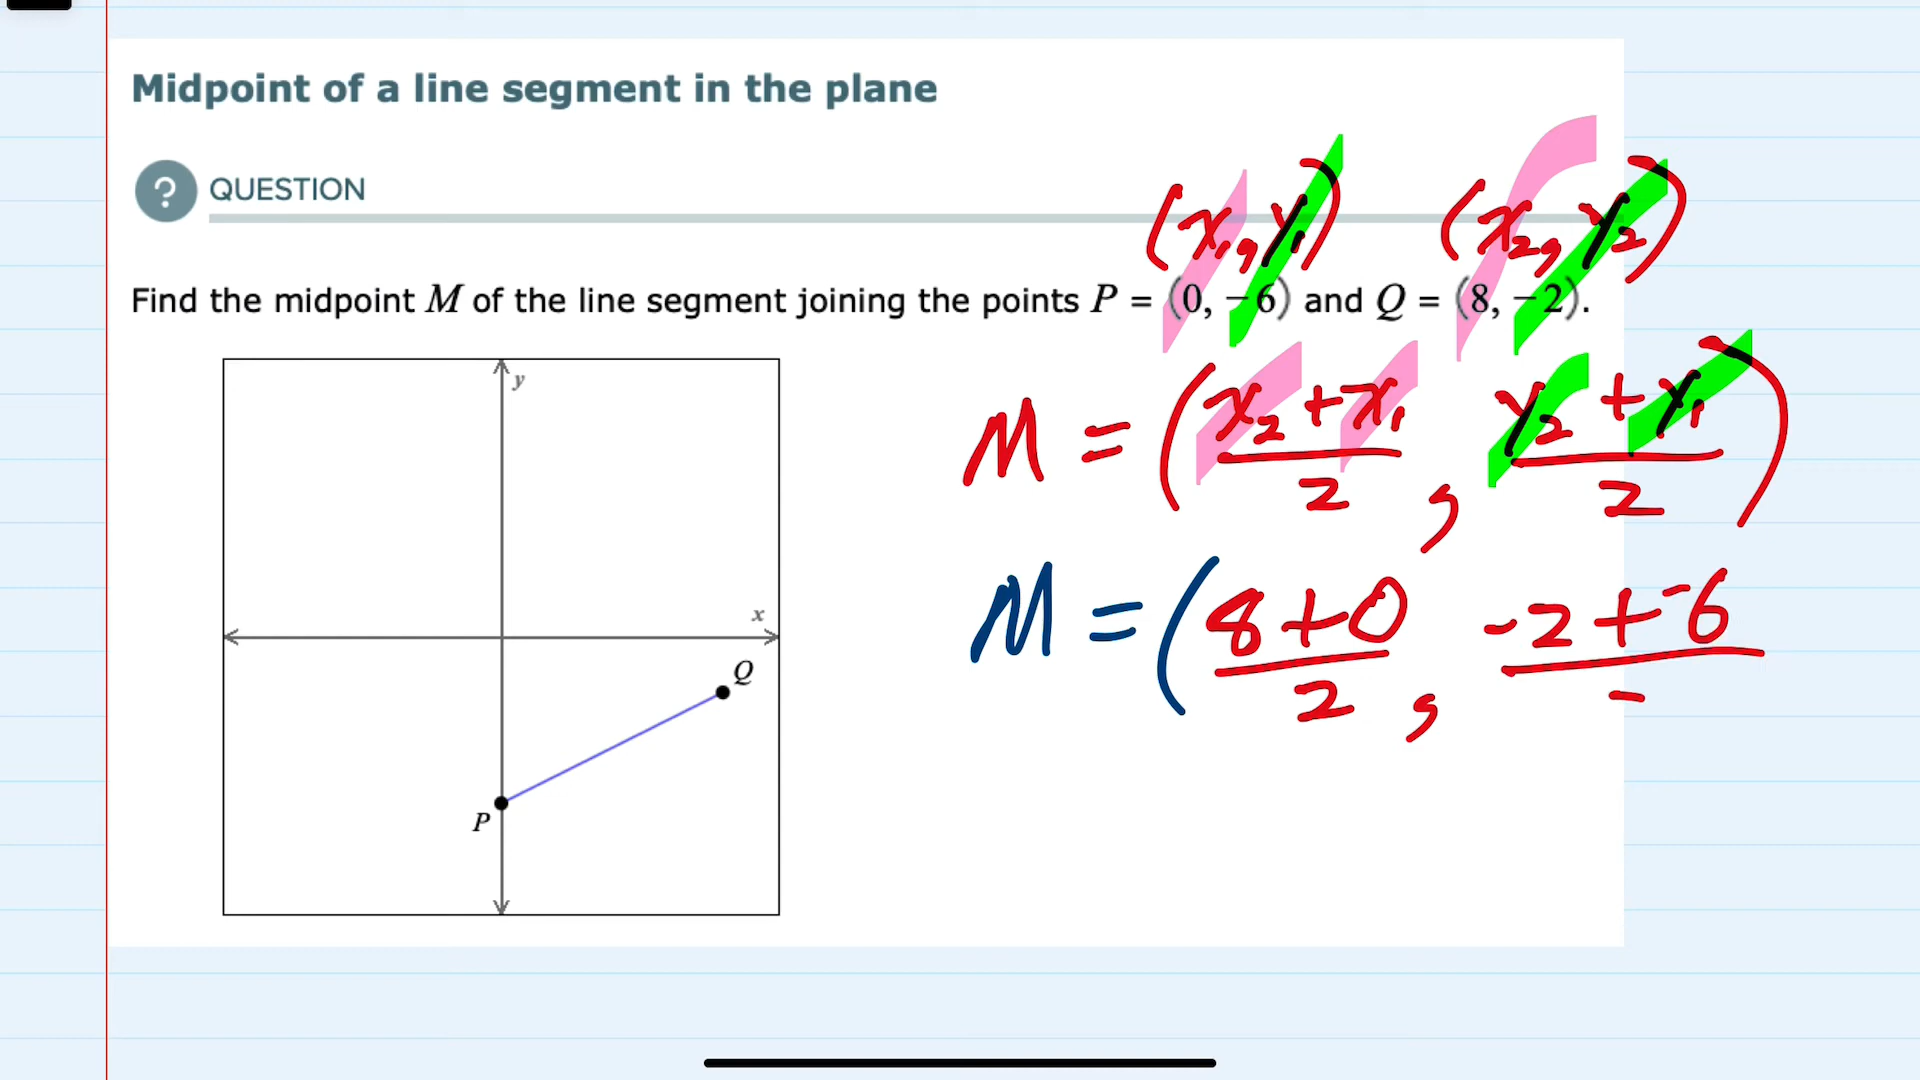 Midpoint of a line segment in the plane
? QUESTION
(x₁, y₁) (x₂, y₂)
Find the midpoint M of the line segment joining the points P = (0, −6) and Q = (8, −2).
y
x
Q
P
M = (x₂ + x₁ / 2, y₂ + y₁ / 2)
M = (8 + 0 / 2, -2 + -6 / -